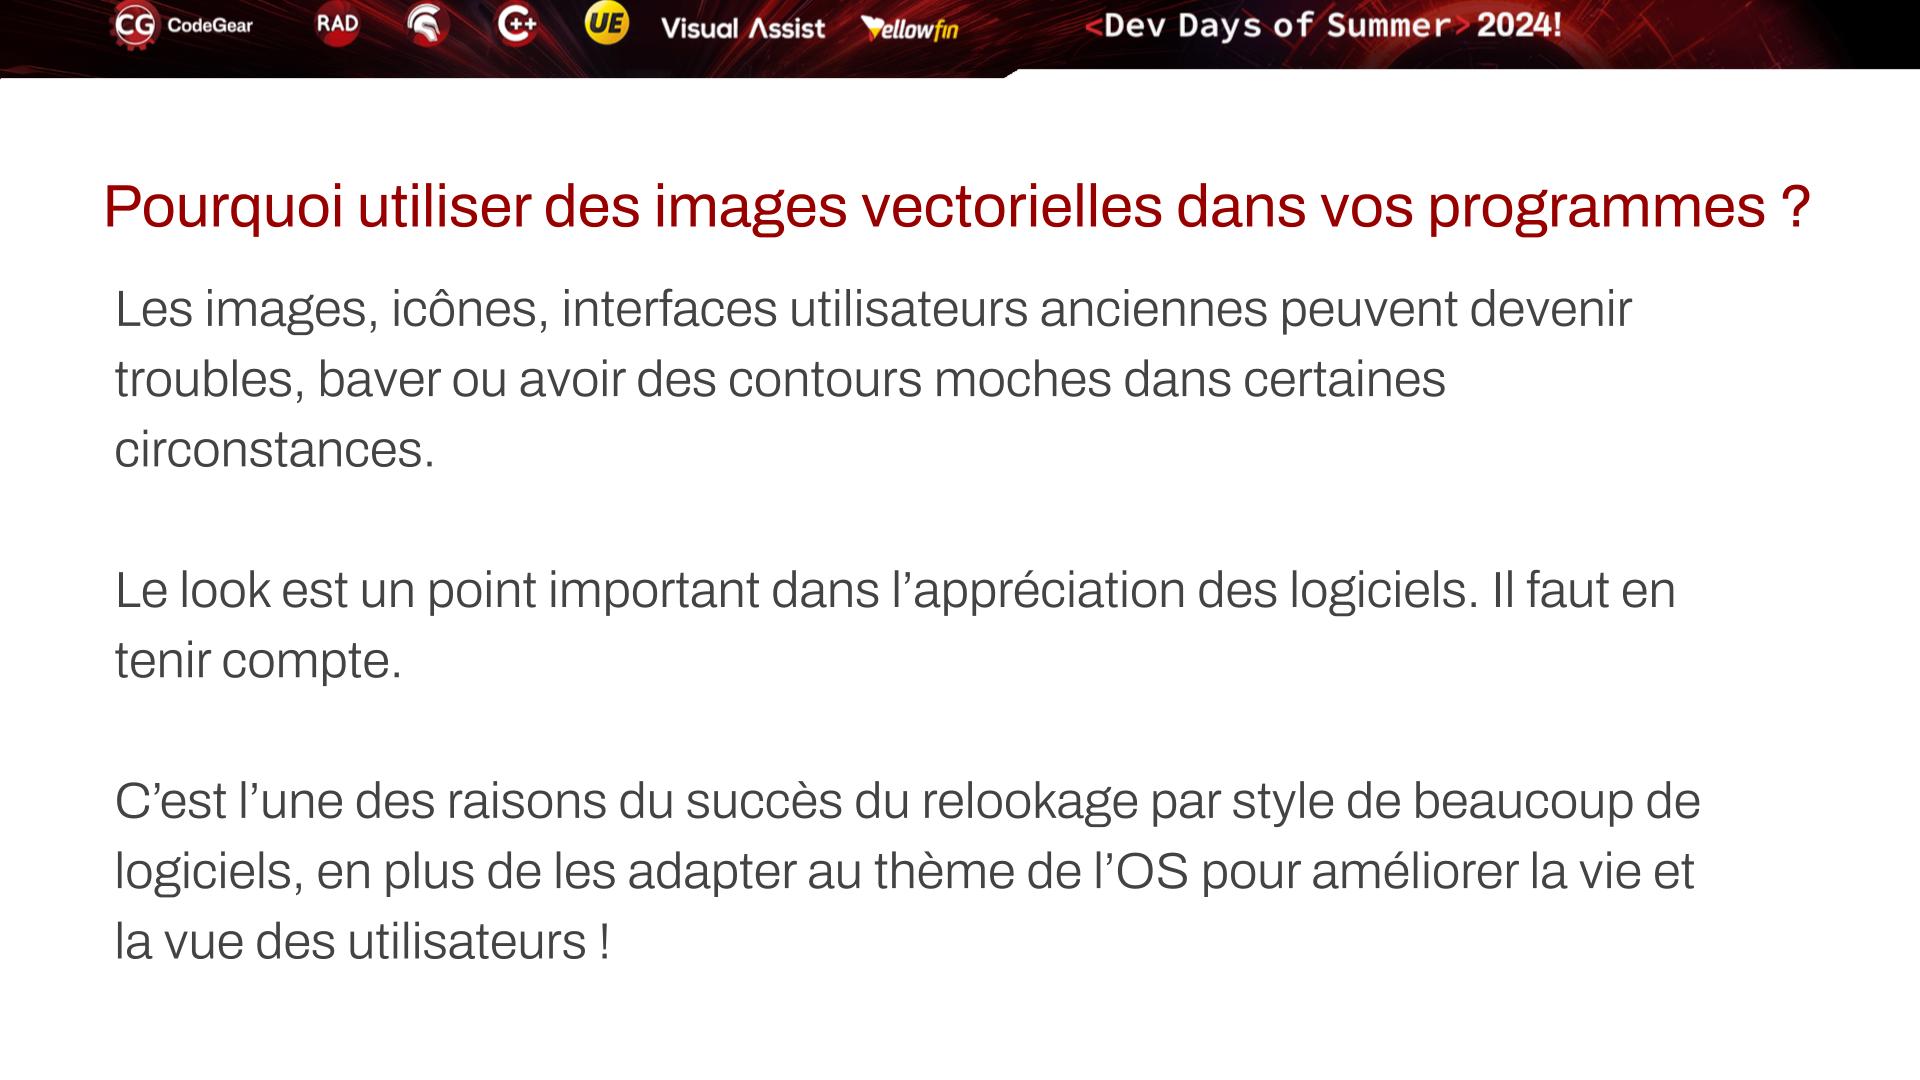 CG CodeGear RAD C++ UE Visual Assist Yellowfin <Dev Days of Summer> 2024!
Pourquoi utiliser des images vectorielles dans vos programmes ?
Les images, icônes, interfaces utilisateurs anciennes peuvent devenir
troubles, baver ou avoir des contours moches dans certaines
circonstances.
Le look est un point important dans l’appréciation des logiciels. Il faut en
tenir compte.
C’est l’une des raisons du succès du relookage par style de beaucoup de
logiciels, en plus de les adapter au thème de l’OS pour améliorer la vie et
la vue des utilisateurs !